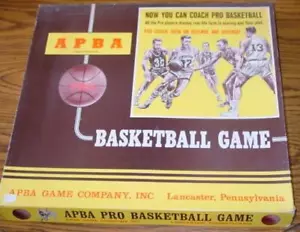 NOW YOU CAN COACH PRO BASKETBALL
APBA
BASKETBALL GAME
APBA GAME COMPANY, INC Lancaster, Pennsylvania
APBA PRO BASKETBALL GAME